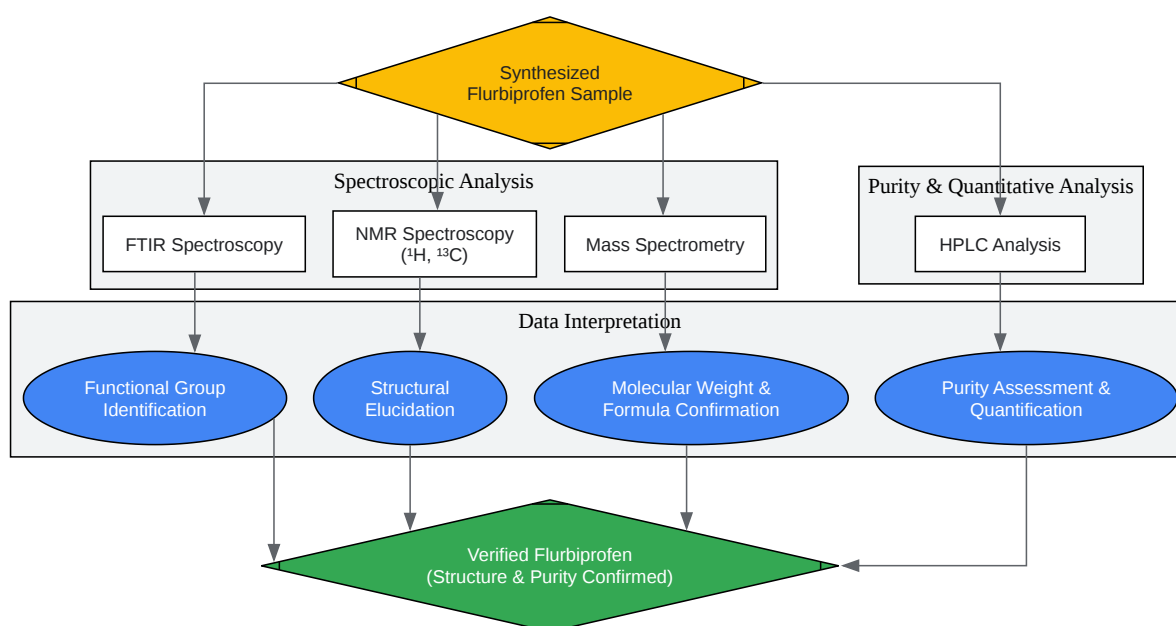 Synthesized
Flurbiprofen Sample
Spectroscopic Analysis
Purity & Quantitative Analysis
FTIR Spectroscopy
NMR Spectroscopy
(¹H, ¹³C)
Mass Spectrometry
HPLC Analysis
Data Interpretation
Functional Group
Identification
Structural
Elucidation
Molecular Weight &
Formula Confirmation
Purity Assessment &
Quantification
Verified Flurbiprofen
(Structure & Purity Confirmed)